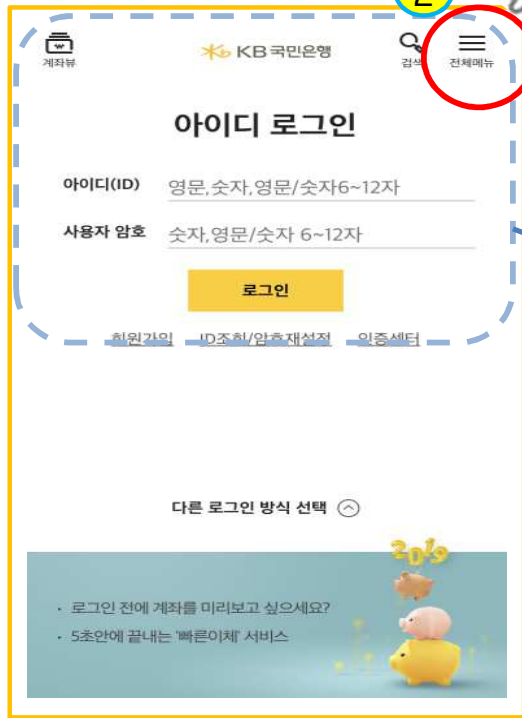 2
계좌뷰
KB국민은행
검색
전체메뉴
아이디 로그인
아이디(ID) 영문,숫자,영문/숫자6~12자
사용자 암호 숫자,영문/숫자 6~12자
로그인
회원가입 ID조회/암호재설정 인증센터
다른 로그인 방식 선택
2019
· 로그인 전에 계좌를 미리보고 싶으세요?
· 5초안에 끝내는 '빠른이체' 서비스